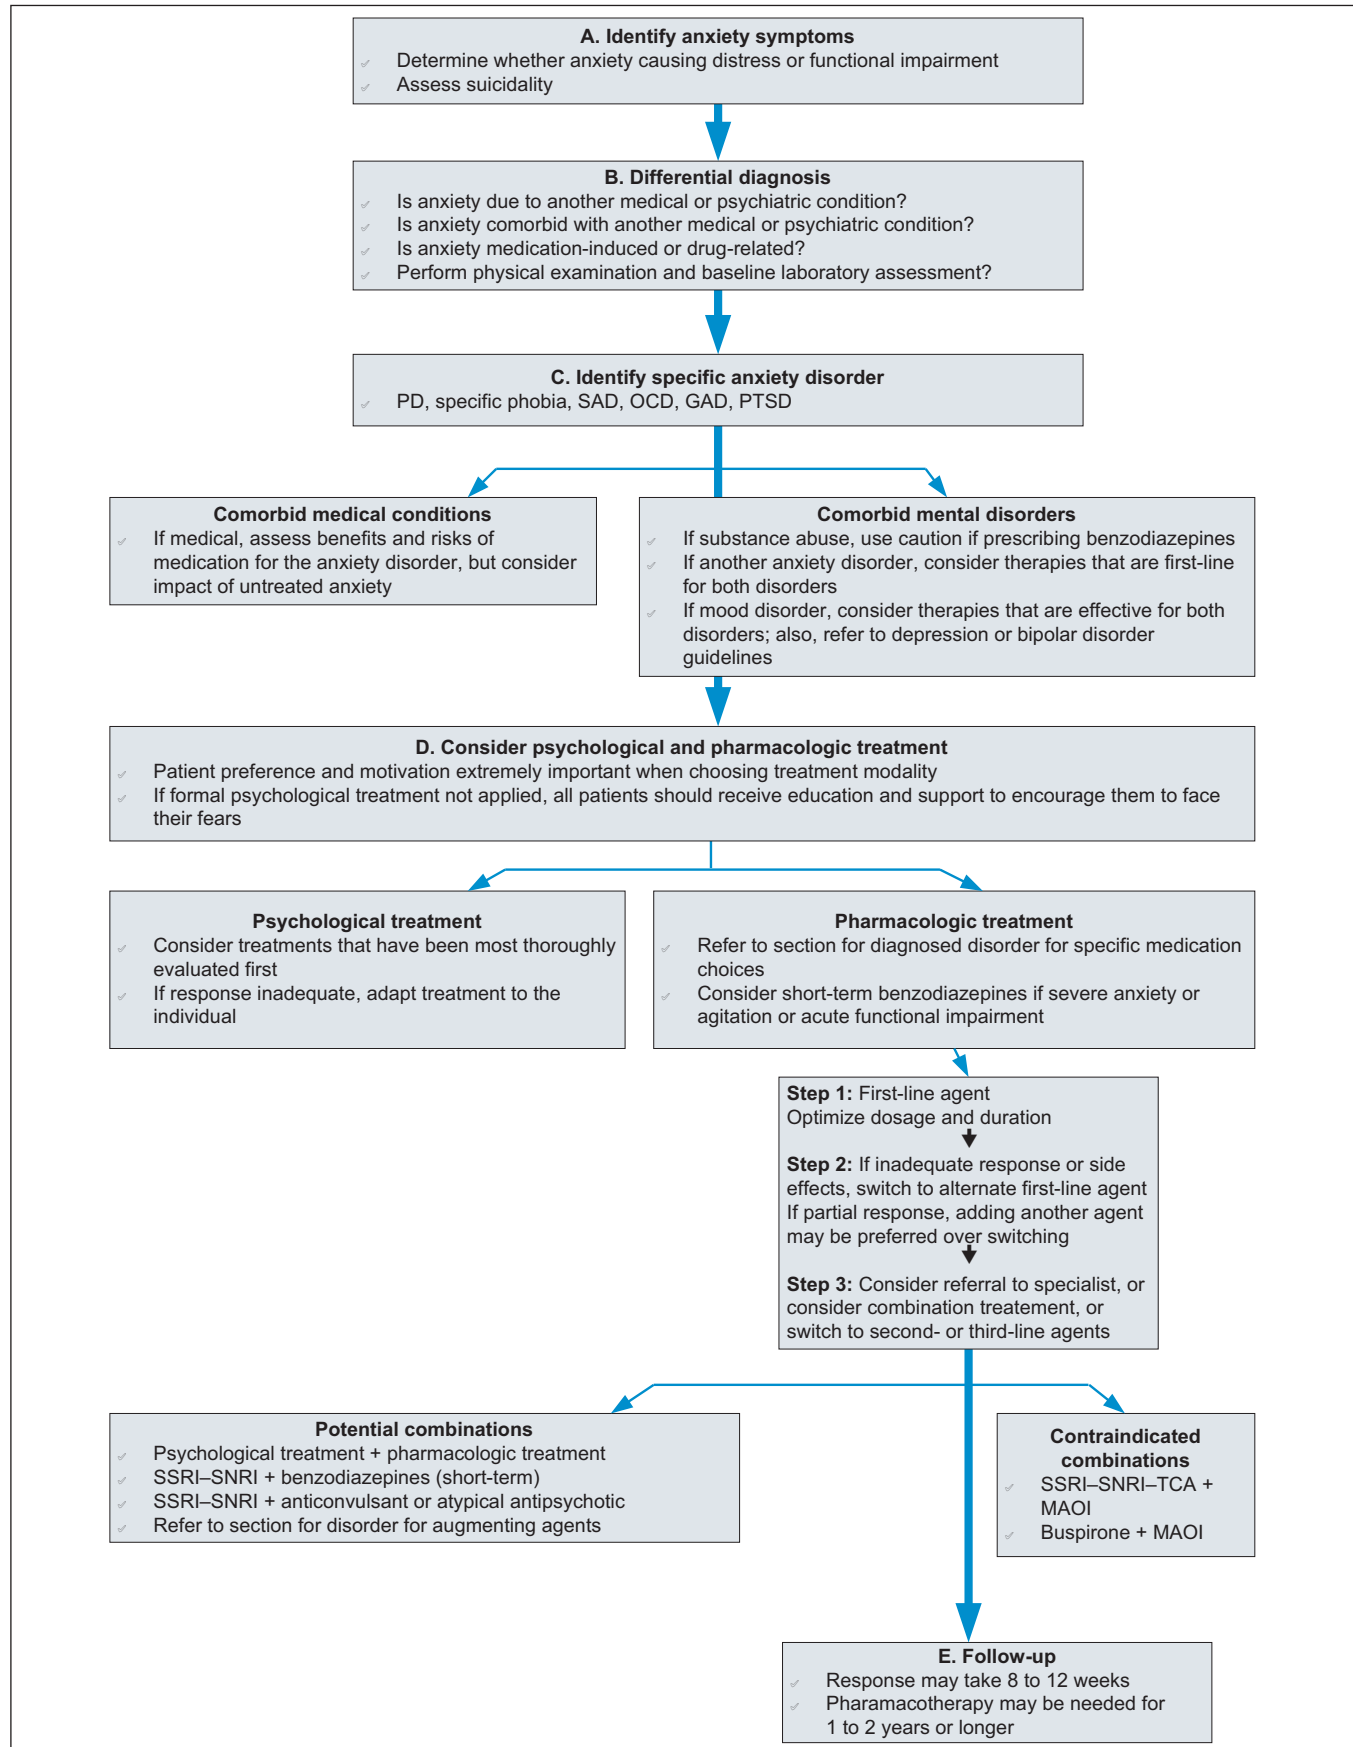 A. Identify anxiety symptoms
✓ Determine whether anxiety causing distress or functional impairment
✓ Assess suicidality
B. Differential diagnosis
✓ Is anxiety due to another medical or psychiatric condition?
✓ Is anxiety comorbid with another medical or psychiatric condition?
✓ Is anxiety medication-induced or drug-related?
✓ Perform physical examination and baseline laboratory assessment?
C. Identify specific anxiety disorder
✓ PD, specific phobia, SAD, OCD, GAD, PTSD
Comorbid medical conditions
✓ If medical, assess benefits and risks of
medication for the anxiety disorder, but consider
impact of untreated anxiety
Comorbid mental disorders
✓ If substance abuse, use caution if prescribing benzodiazepines
✓ If another anxiety disorder, consider therapies that are first-line
for both disorders
✓ If mood disorder, consider therapies that are effective for both
disorders; also, refer to depression or bipolar disorder
guidelines
D. Consider psychological and pharmacologic treatment
✓ Patient preference and motivation extremely important when choosing treatment modality
✓ If formal psychological treatment not applied, all patients should receive education and support to encourage them to face
their fears
Psychological treatment
✓ Consider treatments that have been most thoroughly
evaluated first
✓ If response inadequate, adapt treatment to the
individual
Pharmacologic treatment
✓ Refer to section for diagnosed disorder for specific medication
choices
✓ Consider short-term benzodiazepines if severe anxiety or
agitation or acute functional impairment
Step 1: First-line agent
Optimize dosage and duration
Step 2: If inadequate response or side
effects, switch to alternate first-line agent
If partial response, adding another agent
may be preferred over switching
Step 3: Consider referral to specialist, or
consider combination treatement, or
switch to second- or third-line agents
Potential combinations
✓ Psychological treatment + pharmacologic treatment
✓ SSRI–SNRI + benzodiazepines (short-term)
✓ SSRI–SNRI + anticonvulsant or atypical antipsychotic
✓ Refer to section for disorder for augmenting agents
Contraindicated
combinations
✓ SSRI–SNRI–TCA +
MAOI
✓ Buspirone + MAOI
E. Follow-up
✓ Response may take 8 to 12 weeks
✓ Pharamacotherapy may be needed for
1 to 2 years or longer